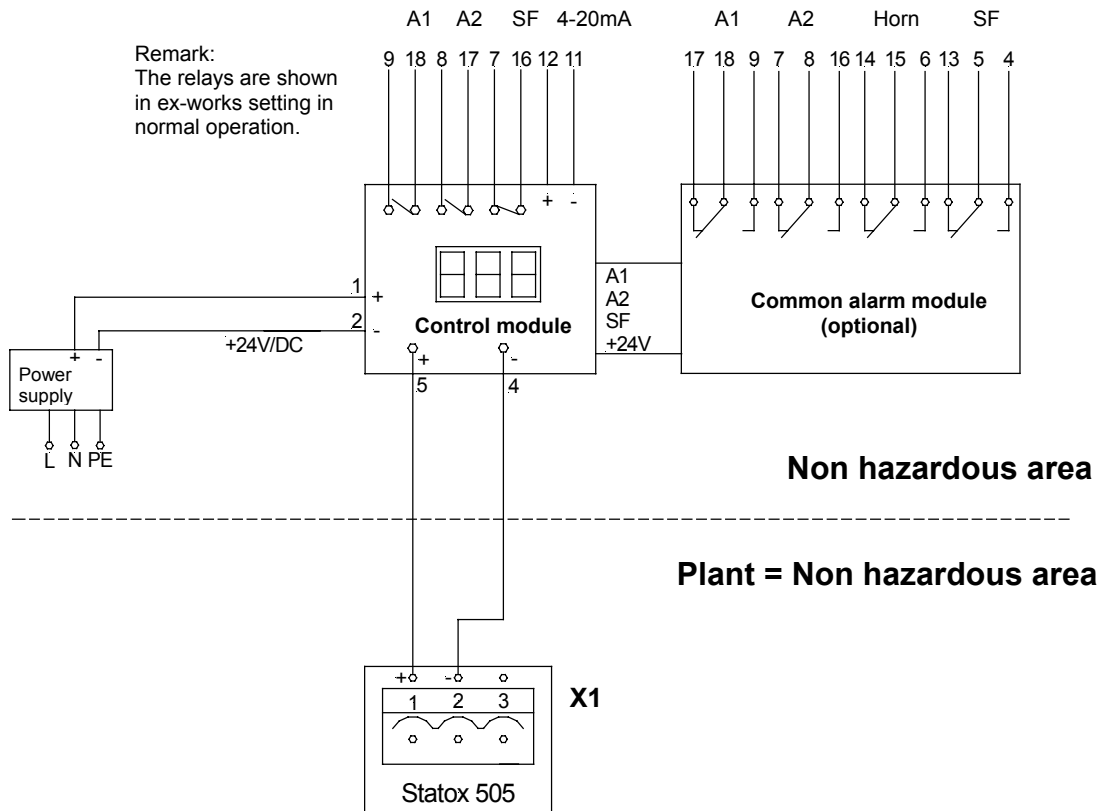 A1 A2 SF 4-20mA A1 A2 Horn SF
Remark:
The relays are shown
in ex-works setting in
normal operation.
9 18 8 17 7 16 12 11
17 18 9 7 8 16 14 15 6 13 5 4
+ -
1 +
2 -
+24V/DC
Control module
+ -
5 4
A1
A2
SF
+24V
Common alarm module
(optional)
+ -
Power
supply
L N PE
Non hazardous area
Plant = Non hazardous area
+ -
1 2 3
X1
Statox 505